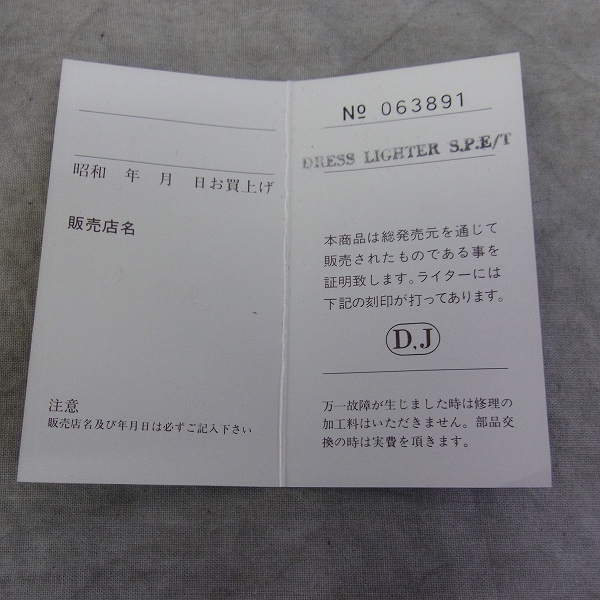 昭和 年 月 日お買上げ
販売店名
注意
販売店名及び年月日は必ずご記入下さい
No 063891
DRESS LIGHTER S.P.E/T
本商品は総発売元を通じて
販売されたものである事を
証明致します。ライターには
下記の刻印が打ってあります。
D.J
万一故障が生じました時は修理の
加工料はいただきません。部品交
換の時は実費を頂きます。